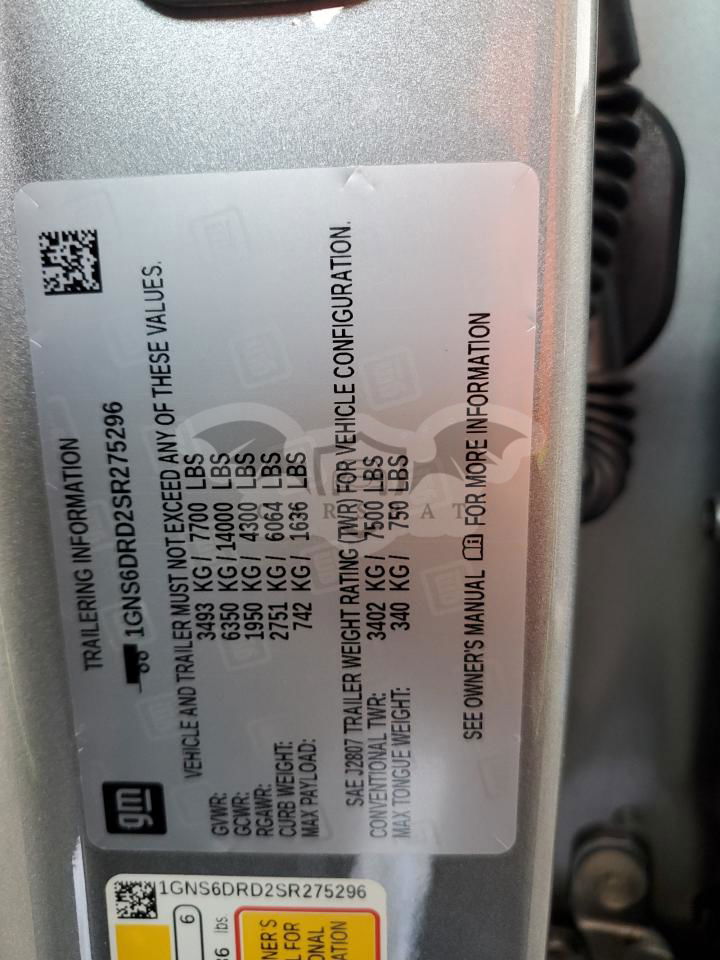 TRAILERING INFORMATION
1GNS6DRD2SR275296
VEHICLE AND TRAILER MUST NOT EXCEED ANY OF THESE VALUES.
GVWR: 3493 KG / 7700 LBS
GCWR: 6350 KG / 14000 LBS
RGAWR: 1950 KG / 4300 LBS
CURB WEIGHT: 2751 KG / 6064 LBS
MAX PAYLOAD: 742 KG / 1636 LBS
SAE J2807 TRAILER WEIGHT RATING (TWR) FOR VEHICLE CONFIGURATION.
CONVENTIONAL TWR: 3402 KG / 7500 LBS
MAX TONGUE WEIGHT: 340 KG / 750 LBS
SEE OWNER'S MANUAL FOR MORE INFORMATION
gm
1GNS6DRD2SR275296
6
lbs